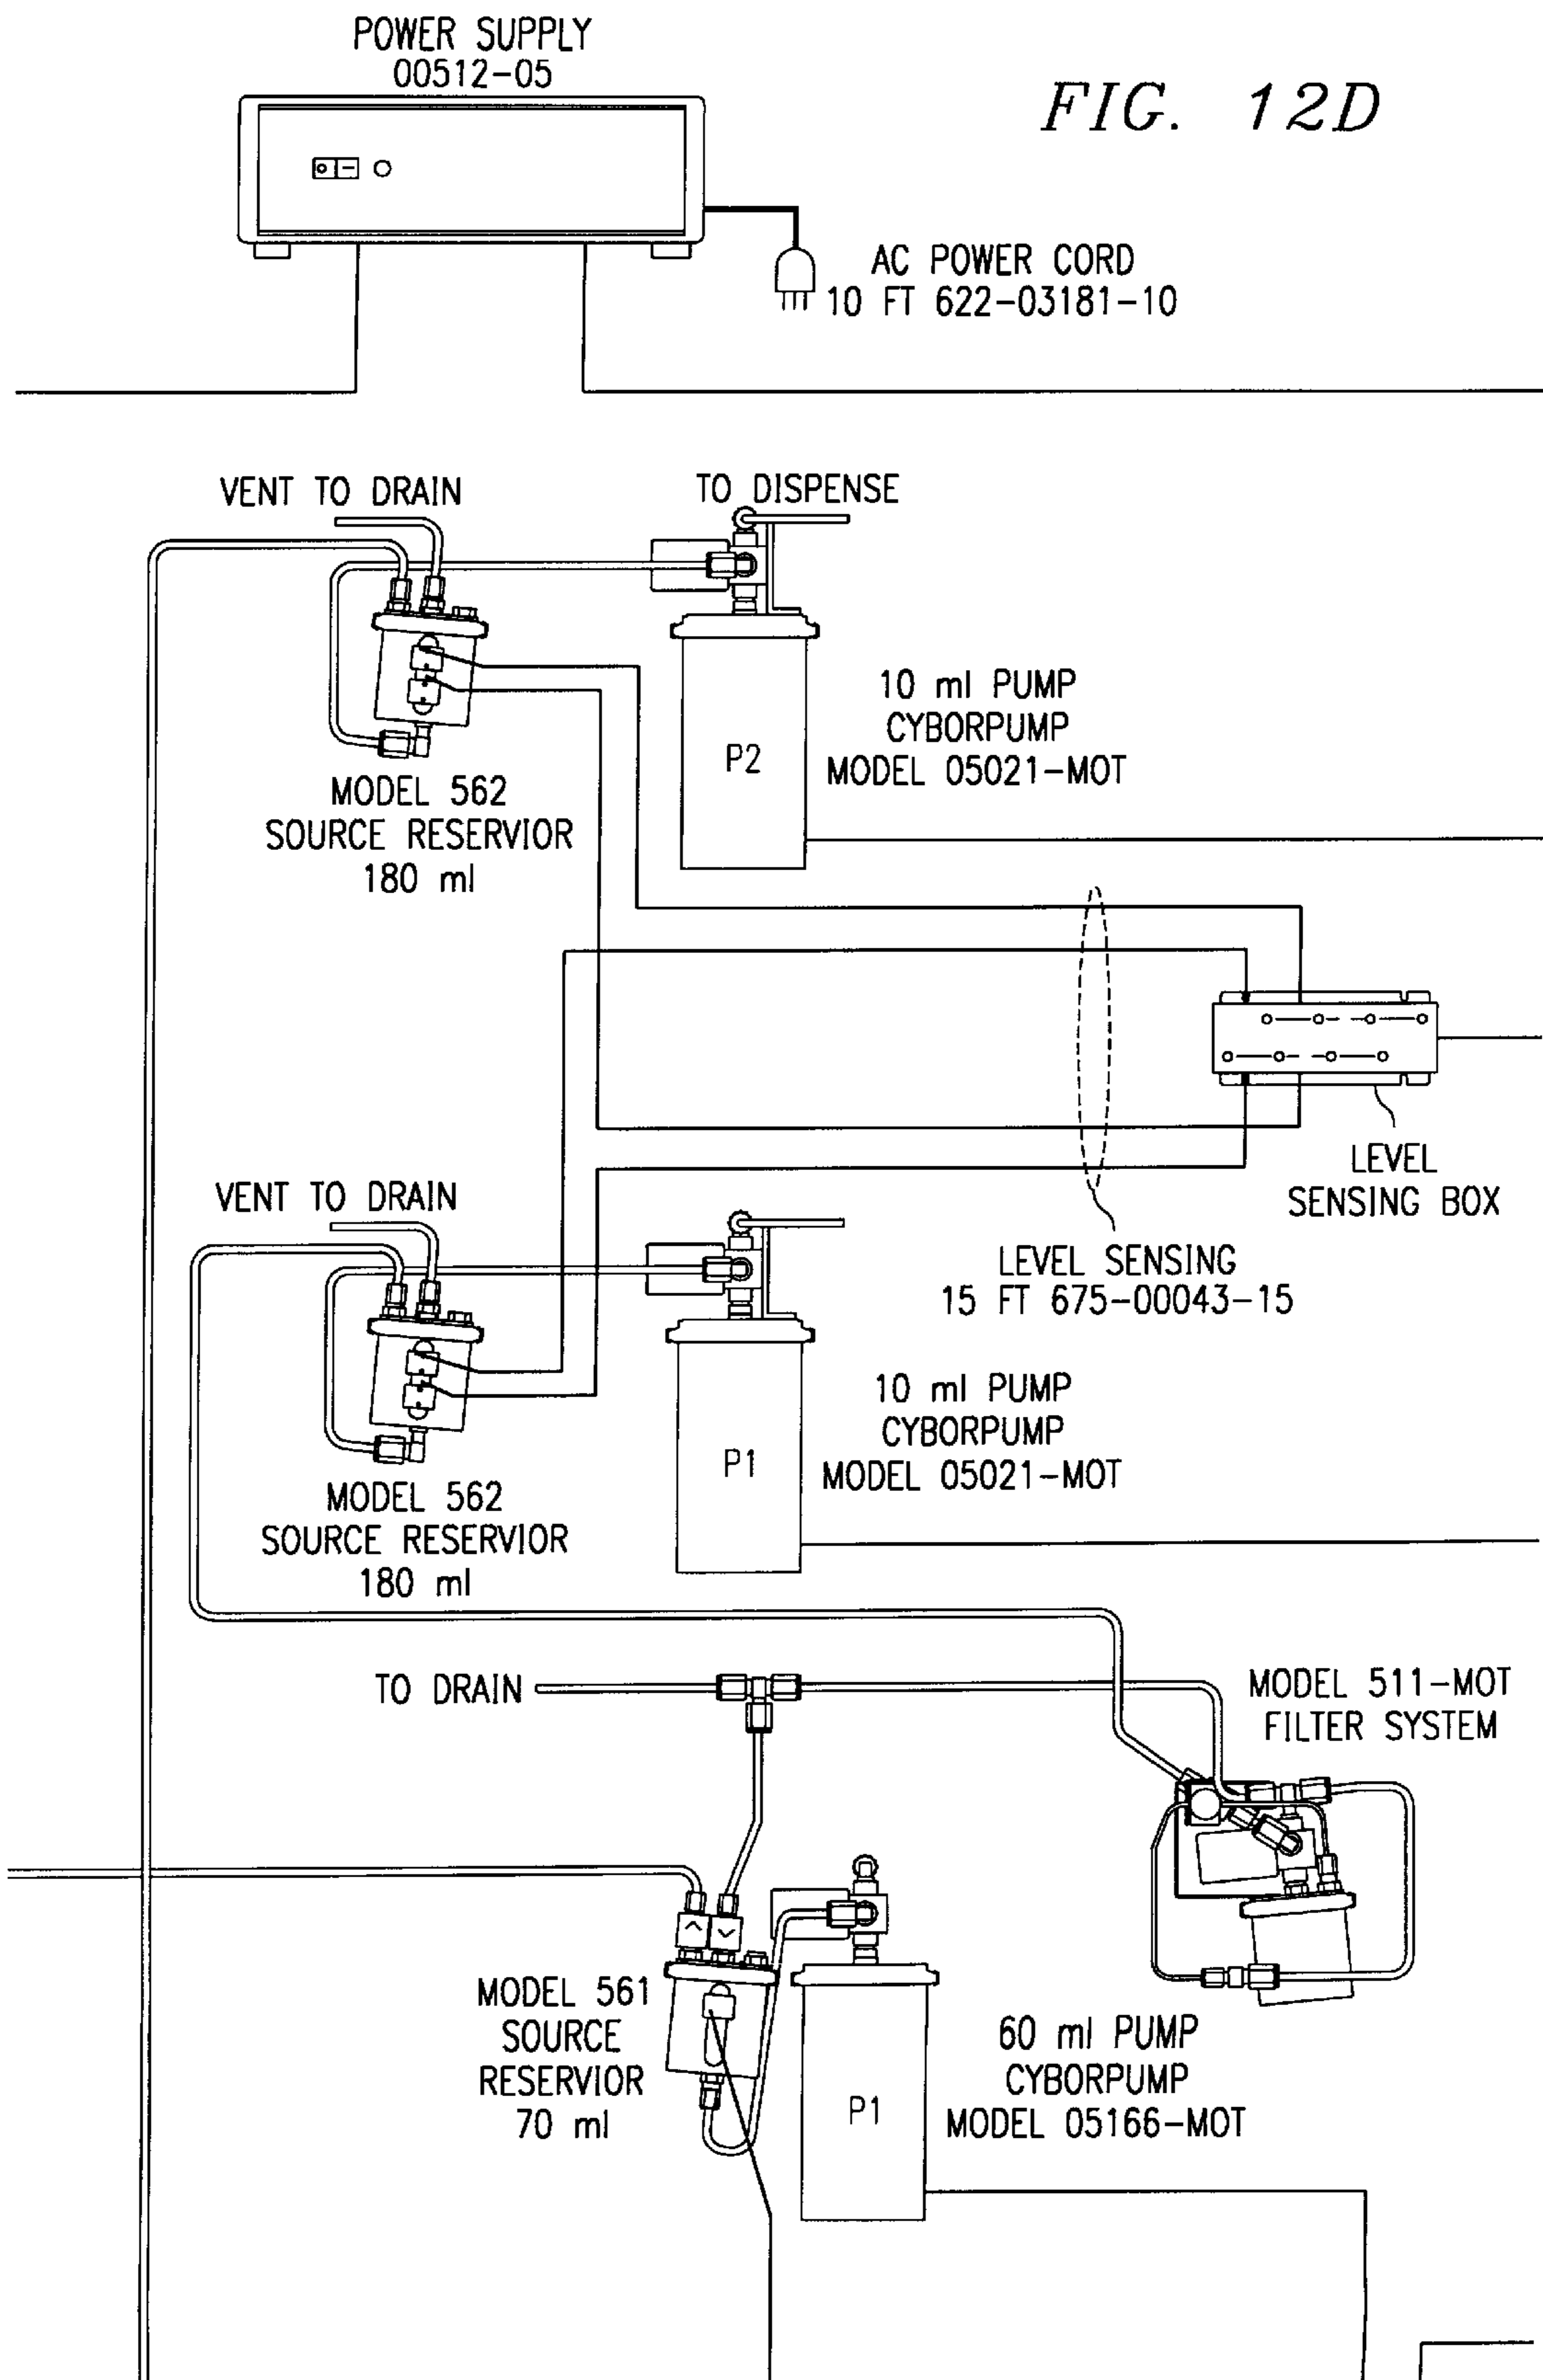 POWER SUPPLY
00512-05
FIG. 12D
AC POWER CORD
10 FT 622-03181-10
VENT TO DRAIN
TO DISPENSE
10 ml PUMP
CYBORPUMP
MODEL 05021-MOT
P2
MODEL 562
SOURCE RESERVIOR
180 ml
LEVEL
SENSING BOX
VENT TO DRAIN
LEVEL SENSING
15 FT 675-00043-15
10 ml PUMP
CYBORPUMP
MODEL 05021-MOT
P1
MODEL 562
SOURCE RESERVIOR
180 ml
TO DRAIN
MODEL 511-MOT
FILTER SYSTEM
MODEL 561
SOURCE
RESERVIOR
70 ml
P1
60 ml PUMP
CYBORPUMP
MODEL 05166-MOT